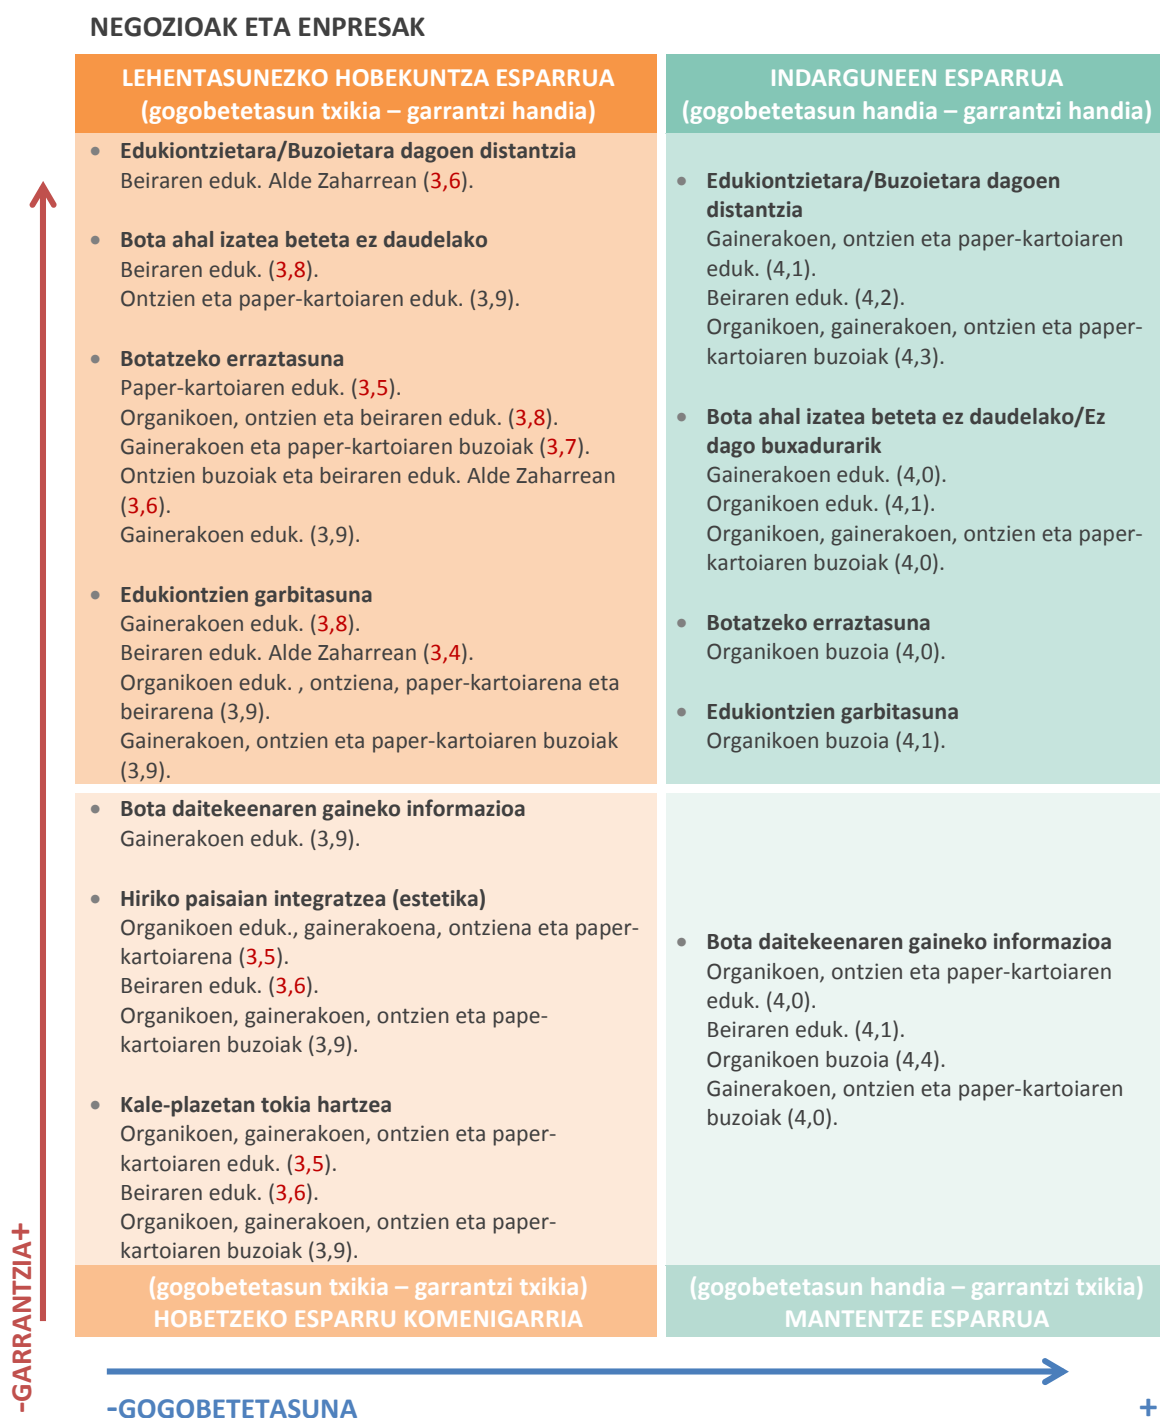 NEGOZIOAK ETA ENPRESAK
LEHENTASUNEZKO HOBEKUNTZA ESPARRUA
(gogobetetasun txikia – garrantzi handia)
• Edukiontzietara/Buzoietara dagoen distantzia
Beiraren eduk. Alde Zaharrean (3,6).
• Bota ahal izatea beteta ez daudelako
Beiraren eduk. (3,8).
Ontzien eta paper-kartoiaren eduk. (3,9).
• Botatzeko erraztasuna
Paper-kartoiaren eduk. (3,5).
Organikoen, ontzien eta beiraren eduk. (3,8).
Gainerakoen eta paper-kartoiaren buzoiak (3,7).
Ontzien buzoiak eta beiraren eduk. Alde Zaharrean
(3,6).
Gainerakoen eduk. (3,9).
• Edukiontzien garbitasuna
Gainerakoen eduk. (3,8).
Beiraren eduk. Alde Zaharrean (3,4).
Organikoen eduk. , ontziena, paper-kartoiarena eta
beirarena (3,9).
Gainerakoen, ontzien eta paper-kartoiaren buzoiak
(3,9).
INDARGUNEEN ESPARRUA
(gogobetetasun handia – garrantzi handia)
• Edukiontzietara/Buzoietara dagoen
distantzia
Gainerakoen, ontzien eta paper-kartoiaren
eduk. (4,1).
Beiraren eduk. (4,2).
Organikoen, gainerakoen, ontzien eta paper-
kartoiaren buzoiak (4,3).
• Bota ahal izatea beteta ez daudelako/Ez
dago buxadurarik
Gainerakoen eduk. (4,0).
Organikoen eduk. (4,1).
Organikoen, gainerakoen, ontzien eta paper-
kartoiaren buzoiak (4,0).
• Botatzeko erraztasuna
Organikoen buzoia (4,0).
• Edukiontzien garbitasuna
Organikoen buzoia (4,1).
• Bota daitekeenaren gaineko informazioa
Gainerakoen eduk. (3,9).
• Hiriko paisaian integratzea (estetika)
Organikoen eduk., gainerakoena, ontziena eta paper-
kartoiarena (3,5).
Beiraren eduk. (3,6).
Organikoen, gainerakoen, ontzien eta pape-
kartoiaren buzoiak (3,9).
• Kale-plazetan tokia hartzea
Organikoen, gainerakoen, ontzien eta paper-
kartoiaren eduk. (3,5).
Beiraren eduk. (3,6).
Organikoen, gainerakoen, ontzien eta paper-
kartoiaren buzoiak (3,9).
(gogobetetasun txikia – garrantzi txikia)
HOBETZEKO ESPARRU KOMENIGARRIA
• Bota daitekeenaren gaineko informazioa
Organikoen, ontzien eta paper-kartoiaren
eduk. (4,0).
Beiraren eduk. (4,1).
Organikoen buzoia (4,4).
Gainerakoen, ontzien eta paper-kartoiaren
buzoiak (4,0).
(gogobetetasun handia – garrantzi txikia)
MANTENTZE ESPARRUA
-GARRANTZIA+
-GOGOBETETASUNA +